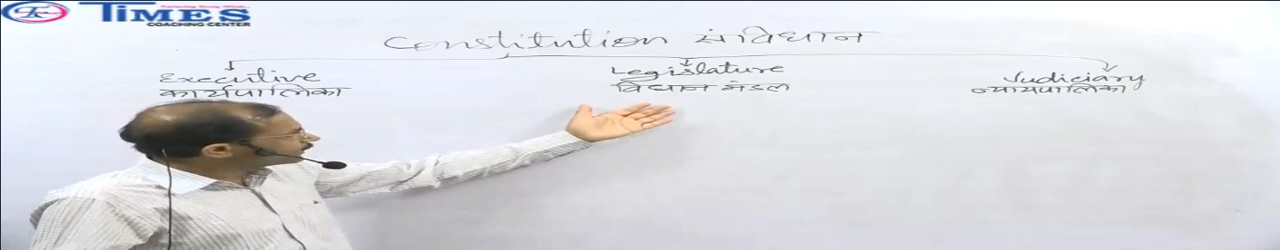 TIMES
COACHING CENTER
Constitution संविधान
Executive Legislature Judiciary
कार्यपालिका विधान मंडल न्यायपालिका